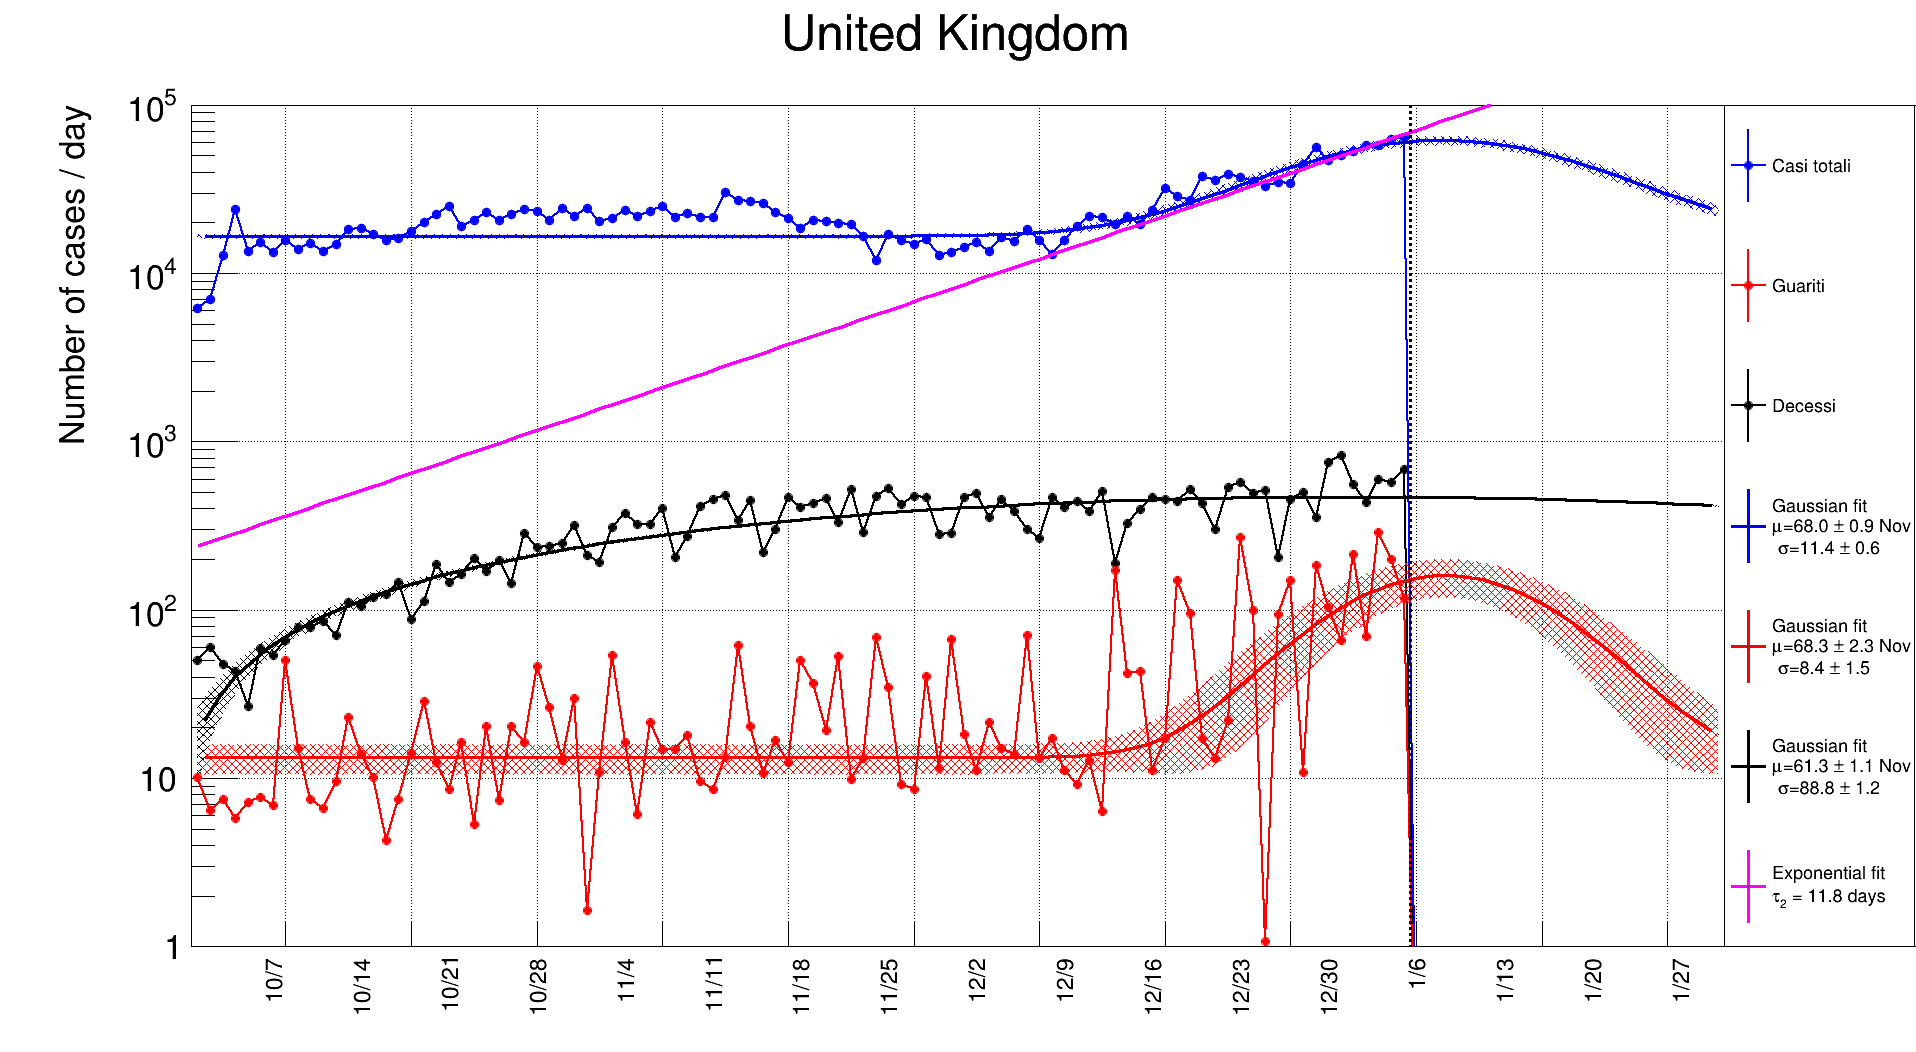 United Kingdom
Number of cases / day
10^5
10^4
10^3
10^2
10
1
10/7
10/14
10/21
10/28
11/4
11/11
11/18
11/25
12/2
12/9
12/16
12/23
12/30
1/6
1/13
1/20
1/27
Casi totali
Guariti
Decessi
Gaussian fit
μ=68.0 ± 0.9 Nov
σ=11.4 ± 0.6
Gaussian fit
μ=68.3 ± 2.3 Nov
σ=8.4 ± 1.5
Gaussian fit
μ=61.3 ± 1.1 Nov
σ=88.8 ± 1.2
Exponential fit
τ₂ = 11.8 days